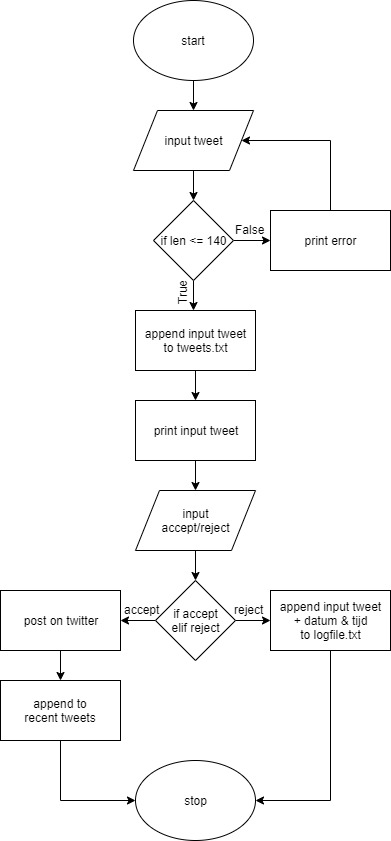 start
input tweet
if len <= 140
False
print error
True
append input tweet
to tweets.txt
print input tweet
input
accept/reject
post on twitter
accept
if accept
elif reject
reject
append input tweet
+ datum & tijd
to logfile.txt
append to
recent tweets
stop